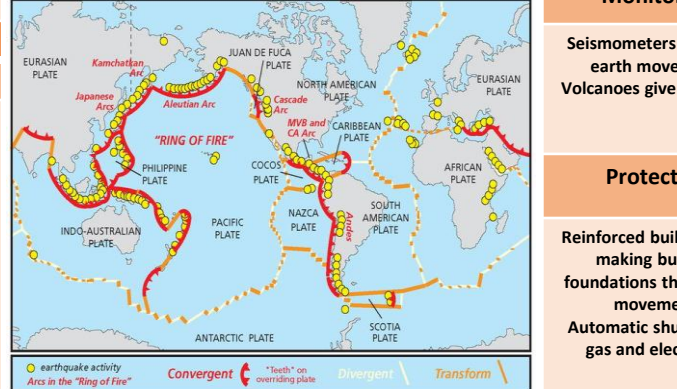 EURASIAN
PLATE
Kamchatkan
Arc
JUAN DE FUCA
PLATE
NORTH AMERICAN
PLATE
EURASIAN
PLATE
Japanese
Arcs
Aleutian Arc
Cascade
Arc
"RING OF FIRE"
MVB and
CA Arc
CARIBBEAN
PLATE
PHILIPPINE
PLATE
COCOS
PLATE
AFRICAN
PLATE
INDO-AUSTRALIAN
PLATE
PACIFIC
PLATE
NAZCA
PLATE
Andes
SOUTH
AMERICAN
PLATE
ANTARCTIC PLATE
SCOTIA
PLATE
earthquake activity
Arcs in the "Ring of Fire"
Convergent
"Teeth" on
overriding plate
Divergent
Transform
Seismometers
earth move
Volcanoes give
Protect
Reinforced buil
making bu
foundations th
moveme
Automatic shu
gas and elec